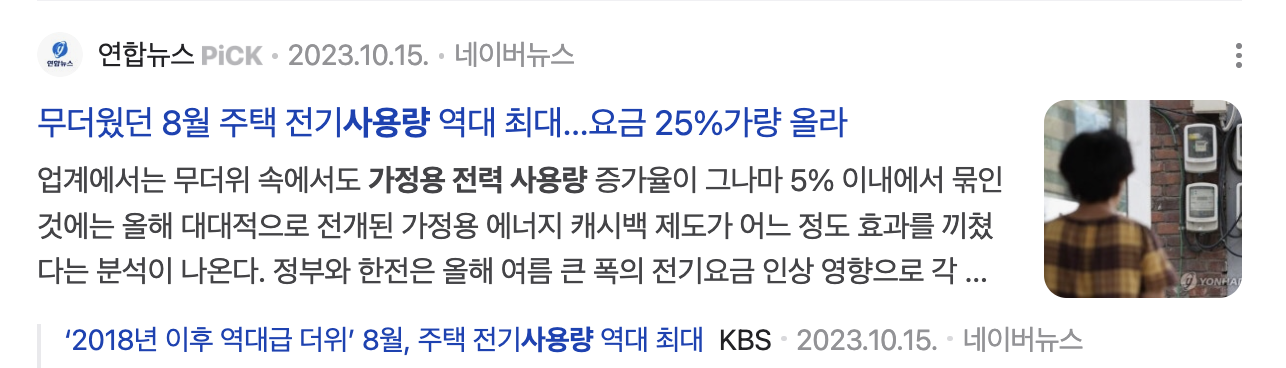 연합뉴스
연합뉴스 PiCK · 2023.10.15. · 네이버뉴스
무더웠던 8월 주택 전기사용량 역대 최대...요금 25%가량 올라
업계에서는 무더위 속에서도 가정용 전력 사용량 증가율이 그나마 5% 이내에서 묶인
것에는 올해 대대적으로 전개된 가정용 에너지 캐시백 제도가 어느 정도 효과를 끼쳤
다는 분석이 나온다. 정부와 한전은 올해 여름 큰 폭의 전기요금 인상 영향으로 각 ...
YONHAP
‘2018년 이후 역대급 더위’ 8월, 주택 전기사용량 역대 최대 KBS · 2023.10.15. · 네이버뉴스